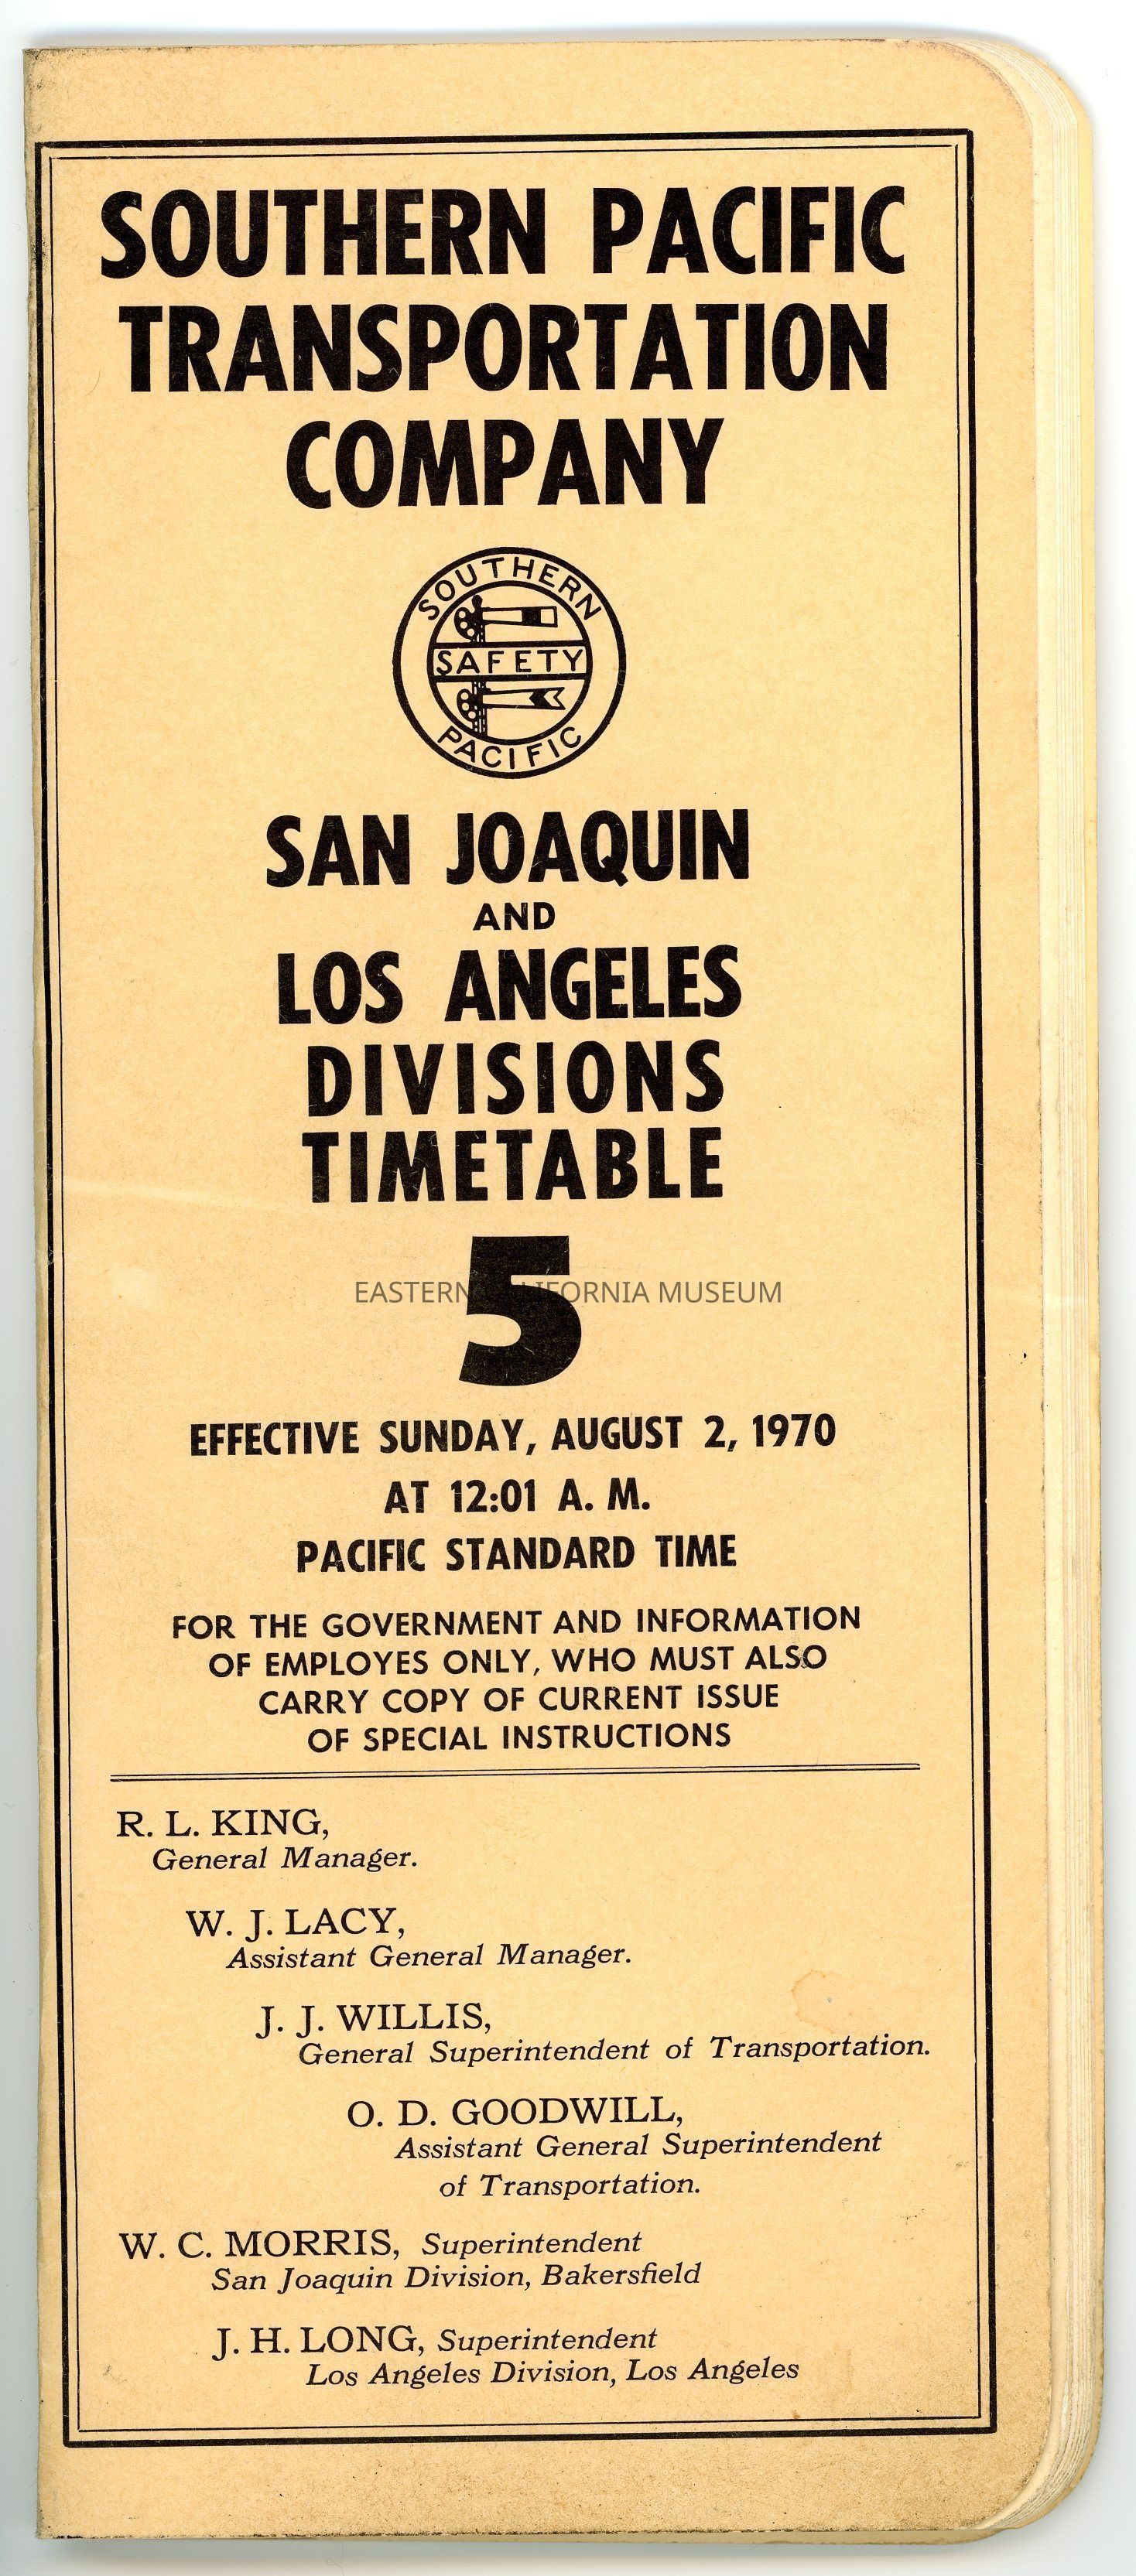 SOUTHERN PACIFIC
TRANSPORTATION
COMPANY
SOUTHERN
SAFETY
PACIFIC
SAN JOAQUIN
AND
LOS ANGELES
DIVISIONS
TIMETABLE
5
EASTERN CALIFORNIA MUSEUM
EFFECTIVE SUNDAY, AUGUST 2, 1970
AT 12:01 A. M.
PACIFIC STANDARD TIME
FOR THE GOVERNMENT AND INFORMATION
OF EMPLOYES ONLY, WHO MUST ALSO
CARRY COPY OF CURRENT ISSUE
OF SPECIAL INSTRUCTIONS
R. L. KING,
General Manager.
W. J. LACY,
Assistant General Manager.
J. J. WILLIS,
General Superintendent of Transportation.
O. D. GOODWILL,
Assistant General Superintendent
of Transportation.
W. C. MORRIS, Superintendent
San Joaquin Division, Bakersfield
J. H. LONG, Superintendent
Los Angeles Division, Los Angeles